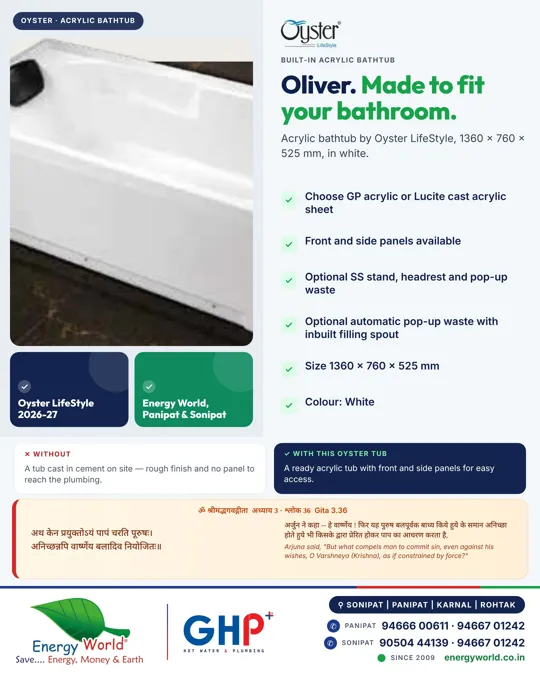 OYSTER · ACRYLIC BATHTUB
Oyster LifeStyle
2026-27
Energy World,
Panipat & Sonipat
Oyster®
LifeStyle
BUILT-IN ACRYLIC BATHTUB
Oliver. Made to fit
your bathroom.
Acrylic bathtub by Oyster LifeStyle, 1360 × 760 ×
525 mm, in white.
Choose GP acrylic or Lucite cast acrylic
sheet
Front and side panels available
Optional SS stand, headrest and pop-up
waste
Optional automatic pop-up waste with
inbuilt filling spout
Size 1360 × 760 × 525 mm
Colour: White
× WITHOUT
A tub cast in cement on site — rough finish and no panel to
reach the plumbing.
✓ WITH THIS OYSTER TUB
A ready acrylic tub with front and side panels for easy
access.
ॐ श्रीमद्भगवद्गीता अध्याय 3 · श्लोक 36 Gita 3.36
अथ केन प्रयुक्तोऽयं पापं चरति पूरुषः।
अनिच्छन्नपि वार्ष्णेय बलादिव नियोजितः॥
अर्जुन ने कहा -- हे वार्ष्णेय ! फिर यह पुरुष बलपूर्वक बाध्य किये हुये के समान अनिच्छा
होते हुये भी किसके द्वारा प्रेरित होकर पाप का आचरण करता है.
Arjuna said, "But what compels man to commit sin, even against his
wishes, O Varshneya (Krishna), as if constrained by force?"
Energy World®
Save.... Energy, Money & Earth
GHP+
HOT WATER & PLUMBING
SONIPAT | PANIPAT | KARNAL | ROHTAK
PANIPAT 94666 00611 · 94667 01242
SONIPAT 90504 44139 · 94667 01242
SINCE 2009 energyworld.co.in